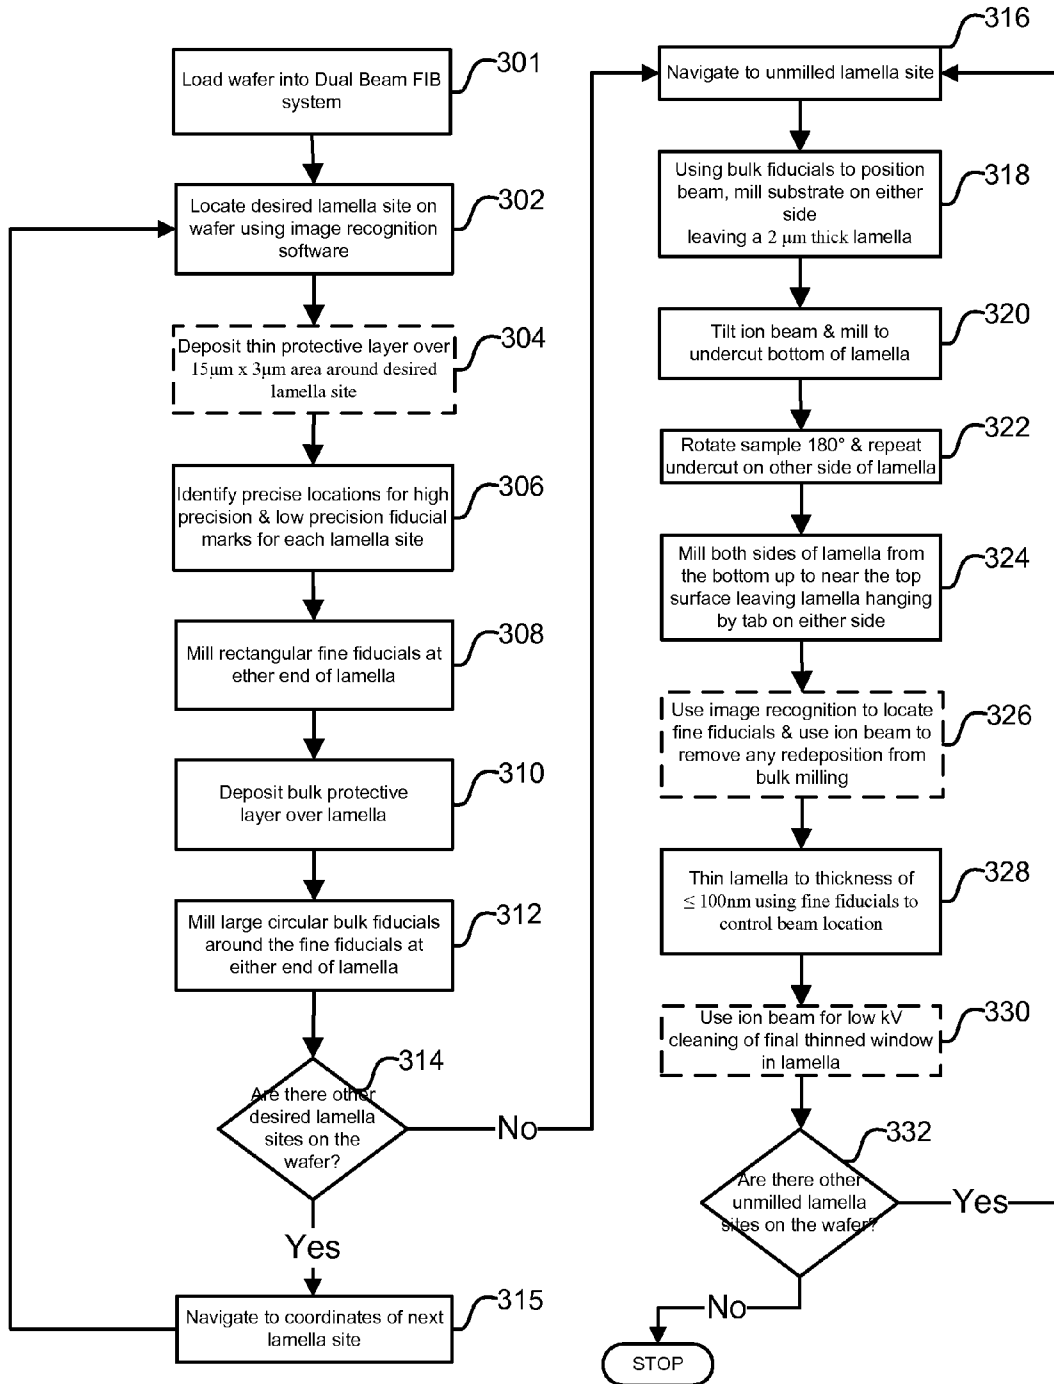 301
Load wafer into Dual Beam FIB
system
302
Locate desired lamella site on
wafer using image recognition
software
304
Deposit thin protective layer over
15μm x 3μm area around desired
lamella site
306
Identify precise locations for high
precision & low precision fiducial
marks for each lamella site
308
Mill rectangular fine fiducials at
ether end of lamella
310
Deposit bulk protective
layer over lamella
312
Mill large circular bulk fiducials
around the fine fiducials at
either end of lamella
314
Are there other
desired lamella
sites on the
wafer?
No
Yes
315
Navigate to coordinates of next
lamella site
316
Navigate to unmilled lamella site
318
Using bulk fiducials to position
beam, mill substrate on either
side
leaving a 2 μm thick lamella
320
Tilt ion beam & mill to
undercut bottom of lamella
322
Rotate sample 180° & repeat
undercut on other side of lamella
324
Mill both sides of lamella from
the bottom up to near the top
surface leaving lamella hanging
by tab on either side
326
Use image recognition to locate
fine fiducials & use ion beam to
remove any redeposition from
bulk milling
328
Thin lamella to thickness of
≤ 100nm using fine fiducials to
control beam location
330
Use ion beam for low kV
cleaning of final thinned window
in lamella
332
Are there other
unmilled lamella
sites on the wafer?
Yes
No
STOP